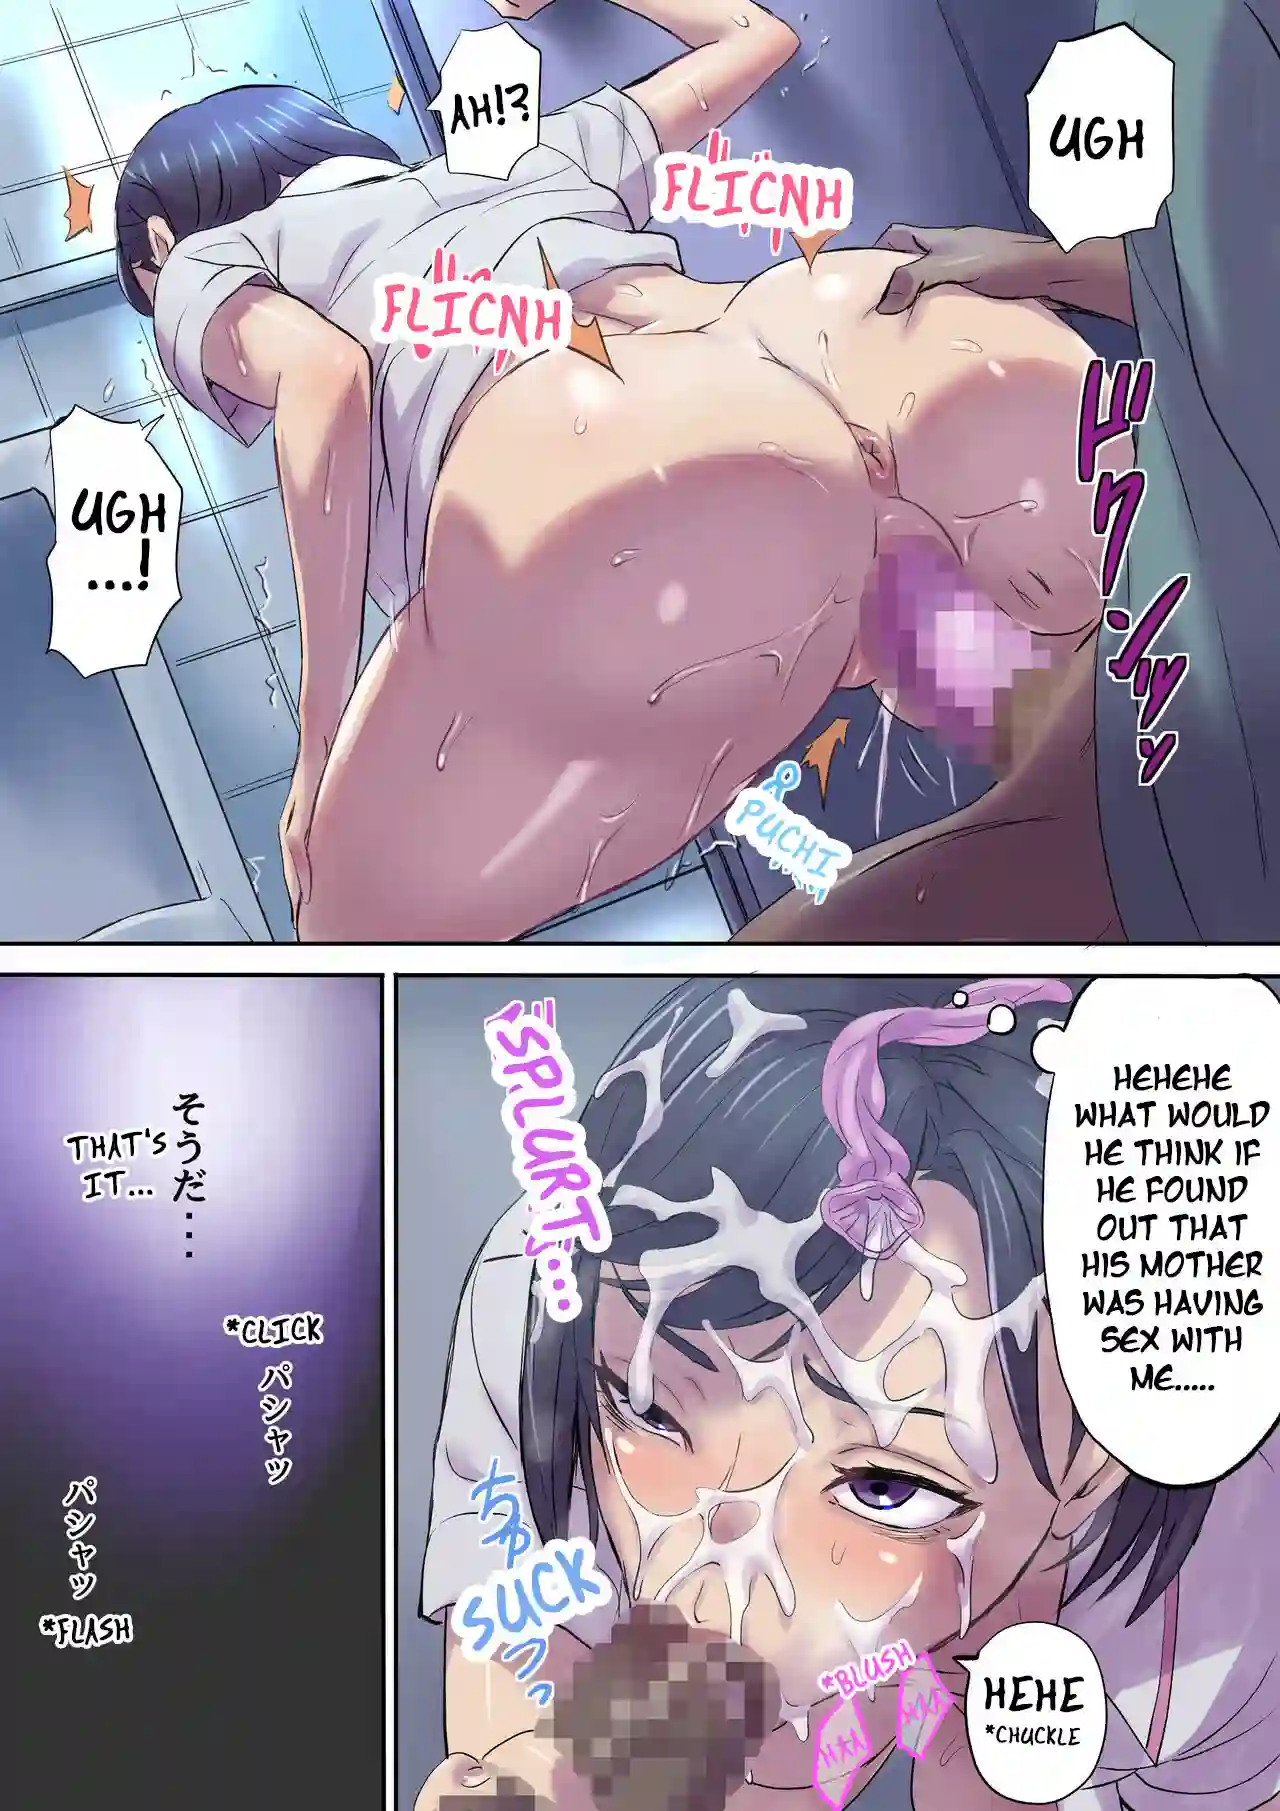 UGH
AH!?
FLICNH
FLICNH
ドクンッッ
UGH
...!
PUCHI
HEHEHE
WHAT WOULD
HE THINK IF
HE FOUND
OUT THAT
HIS MOTHER
WAS HAVING
SEX WITH
ME.....
SPLURT...
そうだ...
THAT'S
IT...
*CLICK
パシャッ
パシャッ
*FLASH
ちゅ
SUCK
っっ
*BLUSH
HEHE
*CHUCKLE